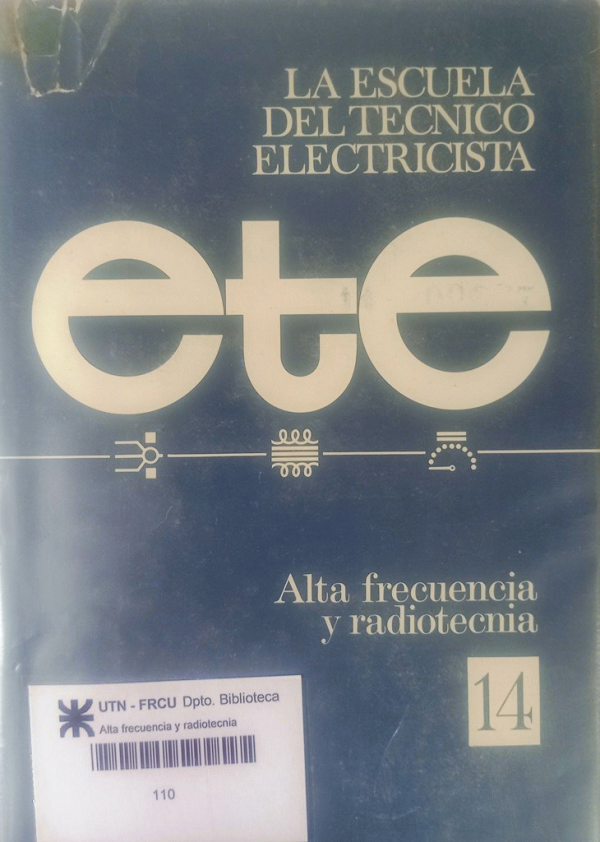 LA ESCUELA
DEL TECNICO
ELECTRICISTA
ete
Alta frecuencia
y radiotecnia
14
UTN - FRCU Dpto. Biblioteca
Alta frecuencia y radiotecnia
110